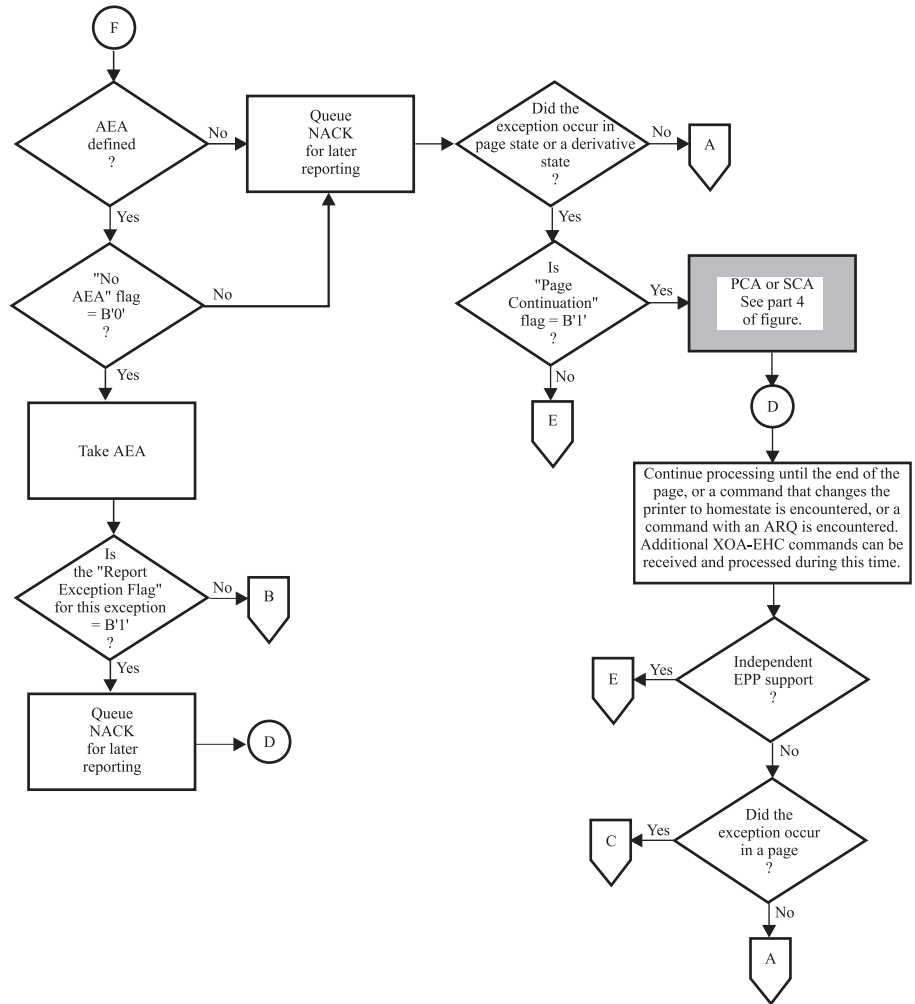 F
AEA
defined
?
No
Yes
Queue
NACK
for later
reporting
Did the
exception occur in
page state or a derivative
state
?
No
A
Yes
"No
AEA" flag
= B'0'
?
No
Yes
Is
"Page
Continuation"
flag = B'1'
?
Yes
No
E
PCA or SCA
See part 4
of figure.
D
Take AEA
Continue processing until the end of the
page, or a command that changes the
printer to homestate is encountered, or a
command with an ARQ is encountered.
Additional XOA-EHC commands can be
received and processed during this time.
Is
the "Report
Exception Flag"
for this exception
= B'1'
?
No
B
Yes
Queue
NACK
for later
reporting
D
Independent
EPP support
?
Yes
E
No
Did the
exception occur
in a page
?
Yes
C
No
A